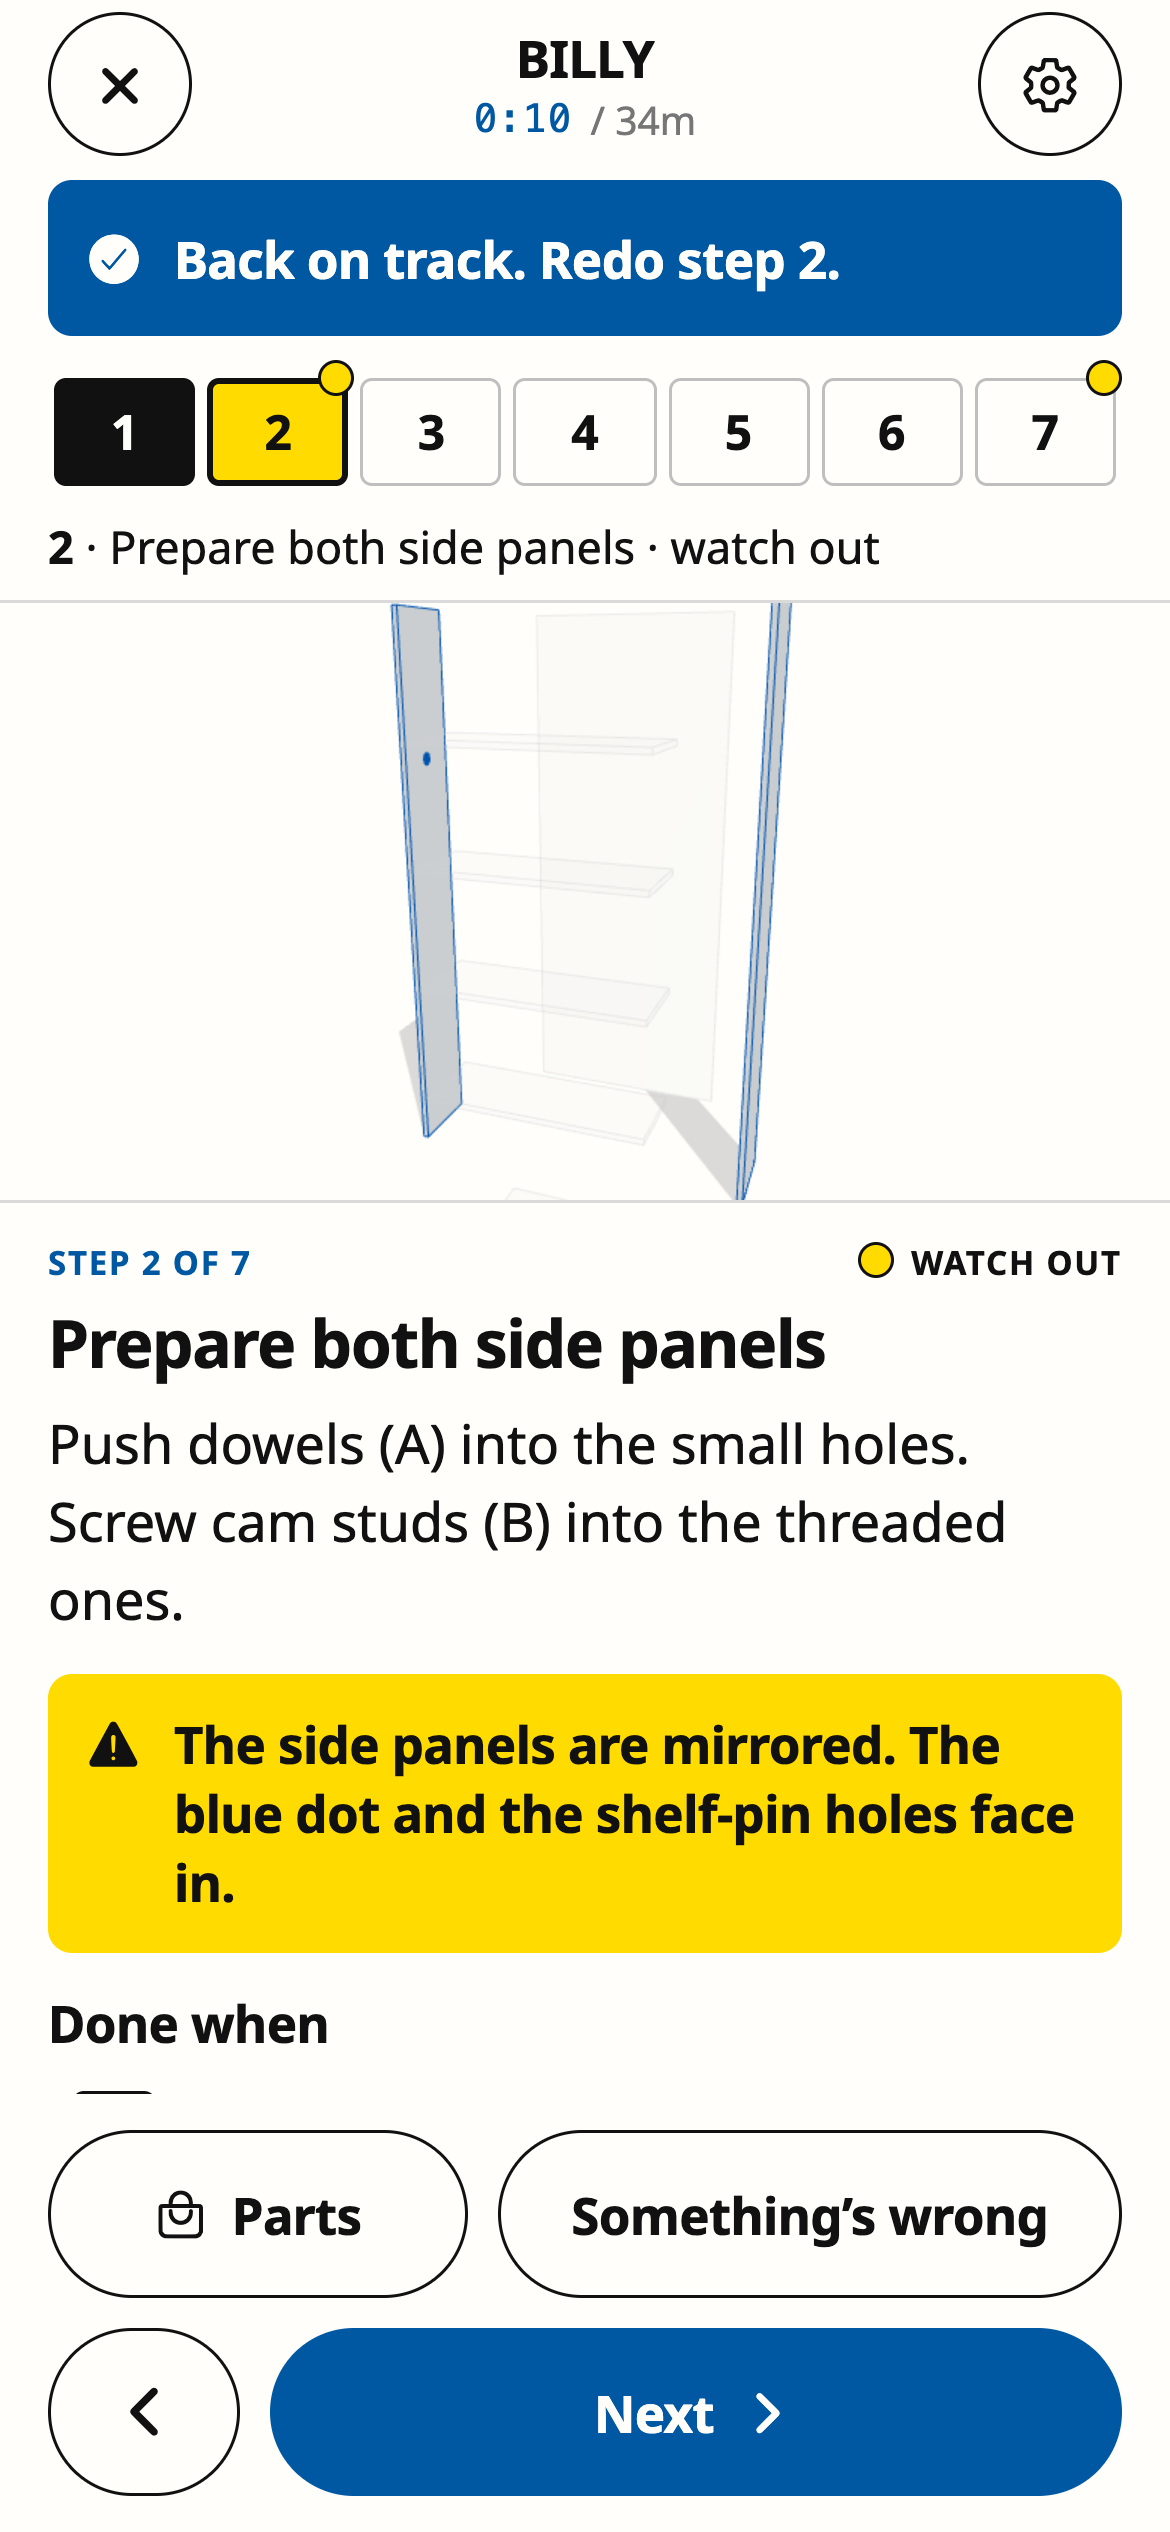 BILLY
0:10 / 34m
Back on track. Redo step 2.
1 2 3 4 5 6 7
2 · Prepare both side panels · watch out
STEP 2 OF 7
WATCH OUT
Prepare both side panels
Push dowels (A) into the small holes.
Screw cam studs (B) into the threaded
ones.
The side panels are mirrored. The
blue dot and the shelf-pin holes face
in.
Done when
Parts
Something’s wrong
Next